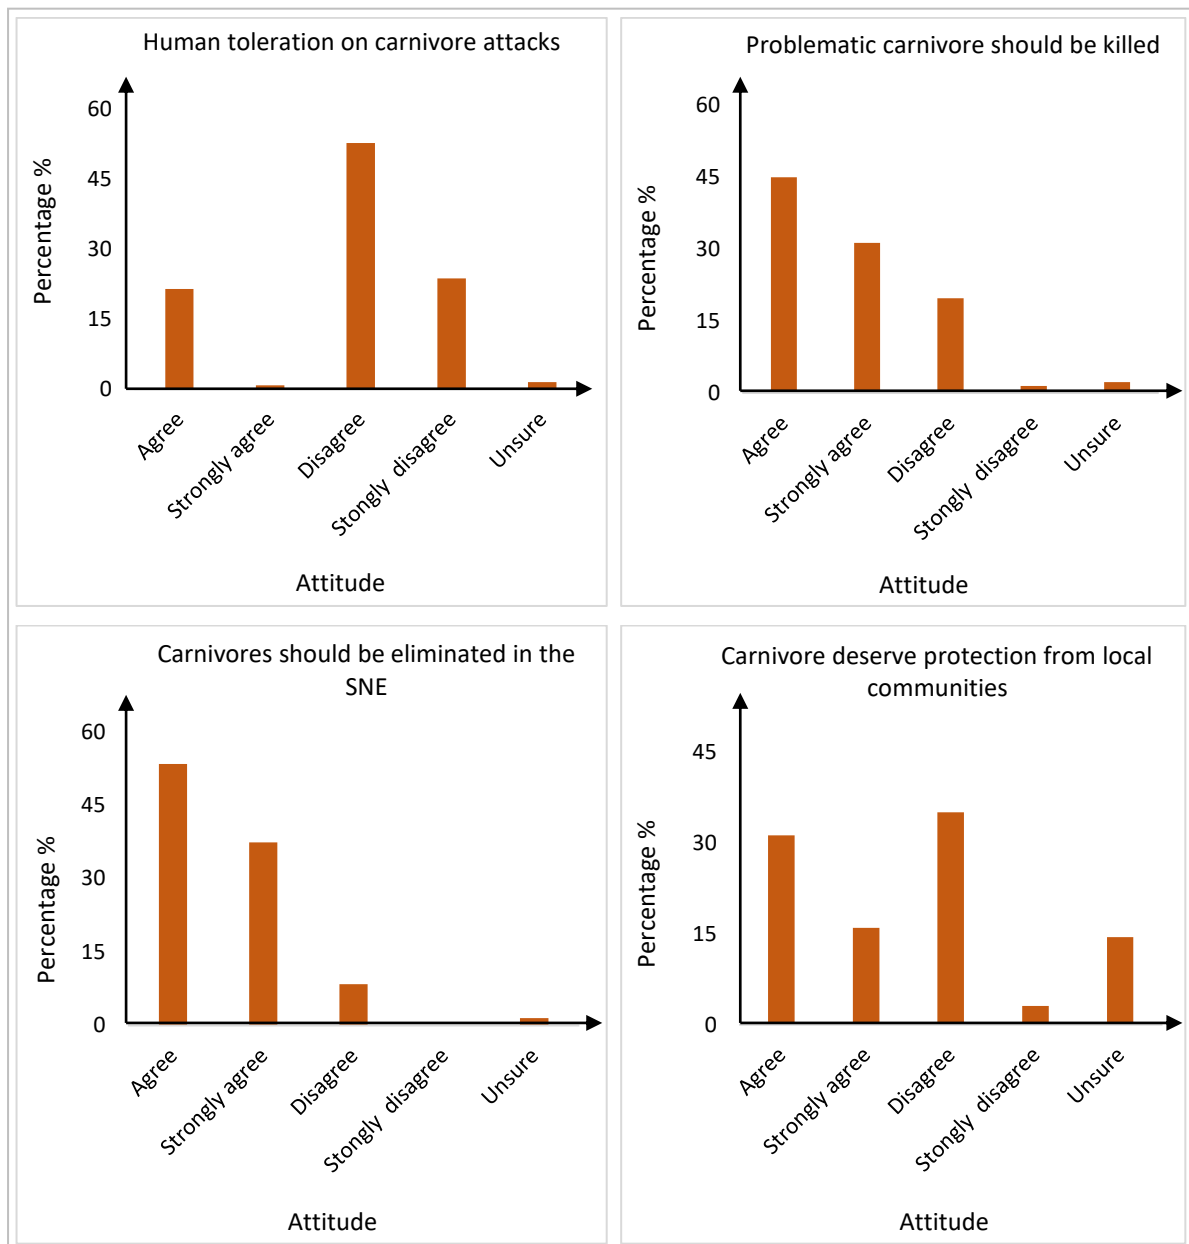 Human toleration on carnivore attacks
Percentage %
60
45
30
15
0
Agree
Strongly agree
Disagree
Stongly disagree
Unsure
Attitude
Problematic carnivore should be killed
Percentage %
60
45
30
15
0
Agree
Strongly agree
Disagree
Stongly disagree
Unsure
Attitude
Carnivores should be eliminated in the
SNE
Percentage %
60
45
30
15
0
Agree
Strongly agree
Disagree
Stongly disagree
Unsure
Attitude
Carnivore deserve protection from local
communities
Percentage %
45
30
15
0
Agree
Strongly agree
Disagree
Stongly disagree
Unsure
Attitude